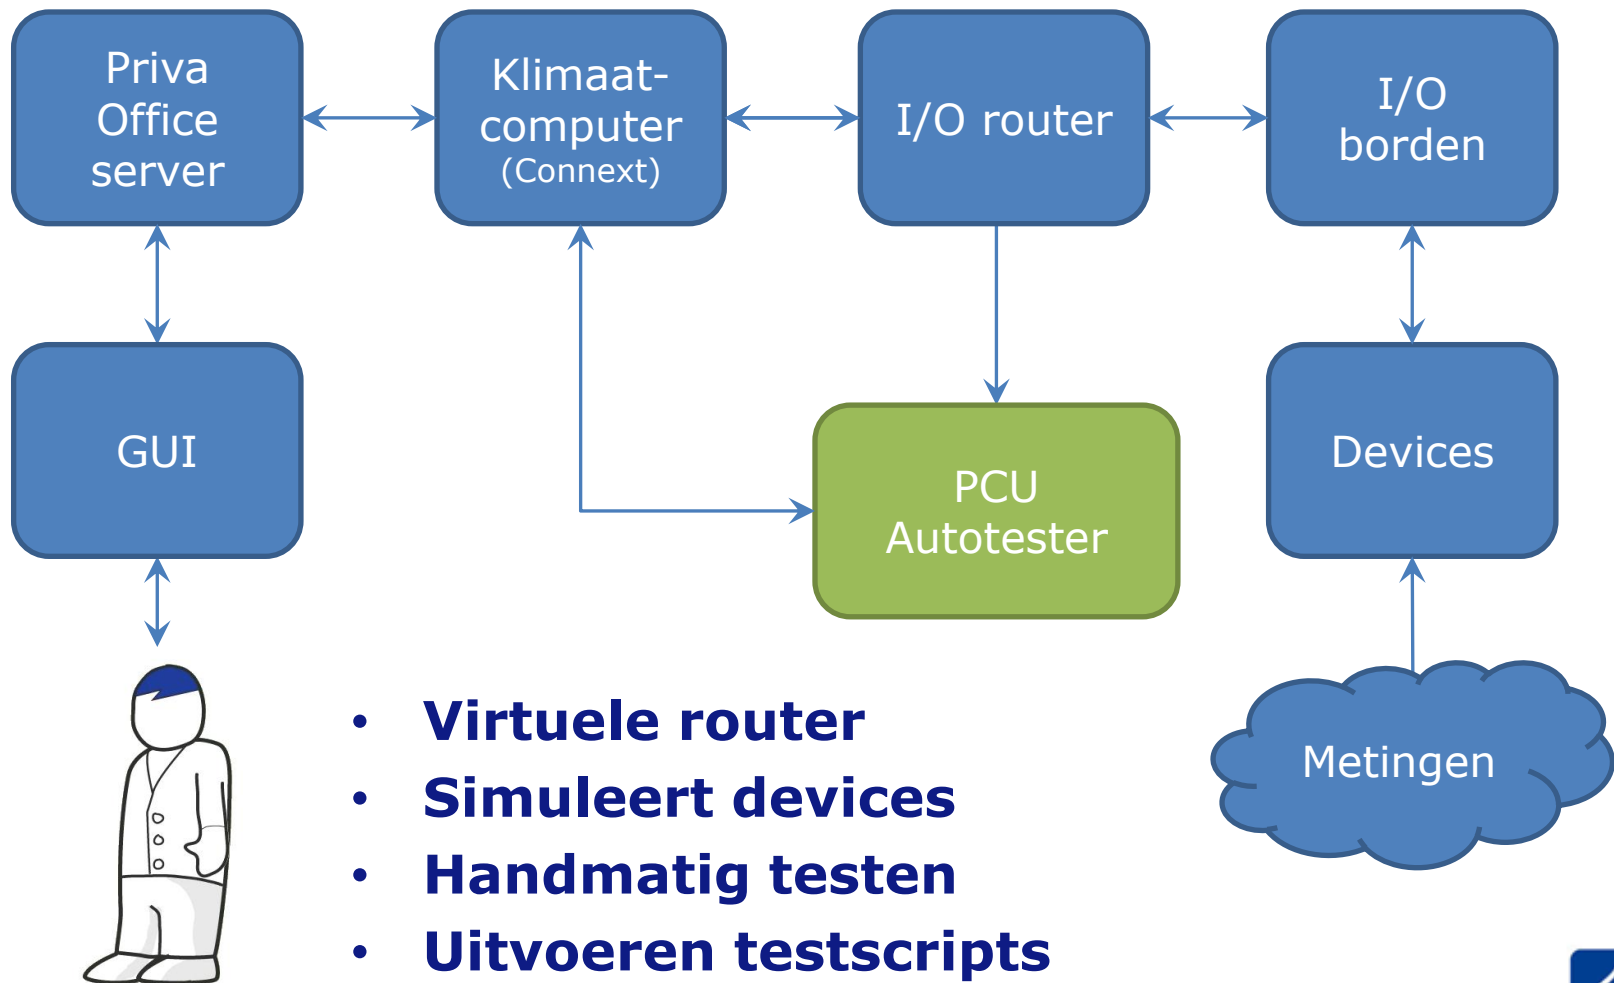 Priva
Office
server
Klimaat-
computer
(Connext)
I/O router
I/O
borden
GUI
PCU
Autotester
Devices
Metingen
• Virtuele router
• Simuleert devices
• Handmatig testen
• Uitvoeren testscripts